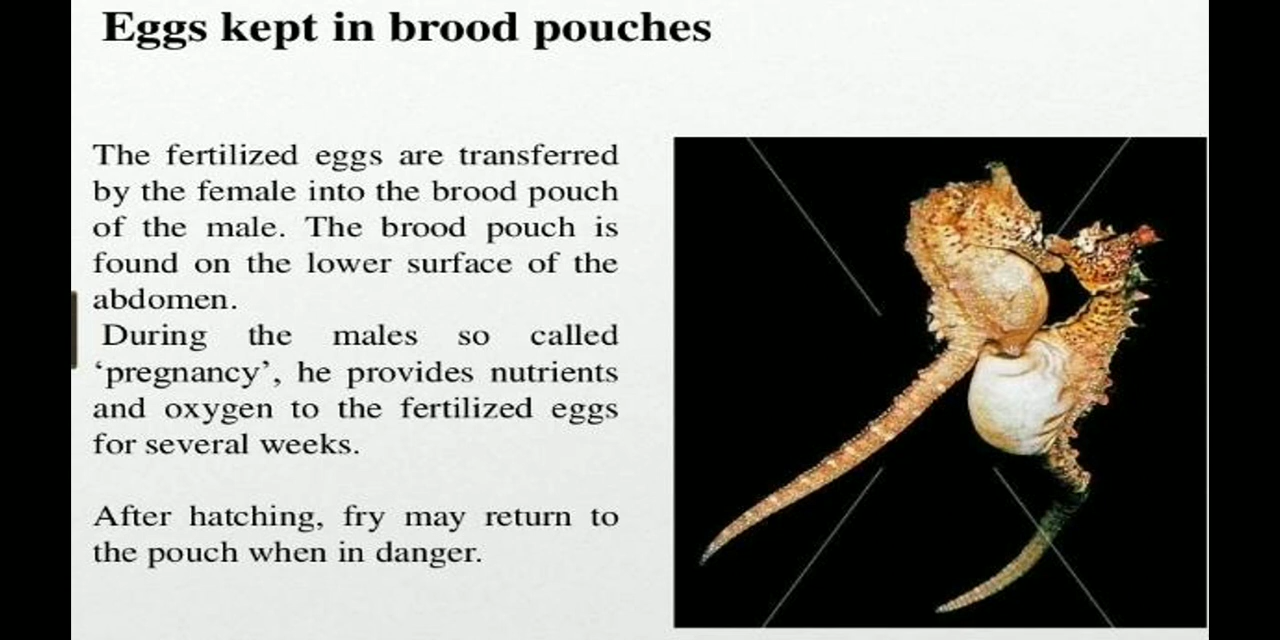 Eggs kept in brood pouches
The fertilized eggs are transferred
by the female into the brood pouch
of the male. The brood pouch is
found on the lower surface of the
abdomen.
During the males so called
‘pregnancy’, he provides nutrients
and oxygen to the fertilized eggs
for several weeks.
After hatching, fry may return to
the pouch when in danger.